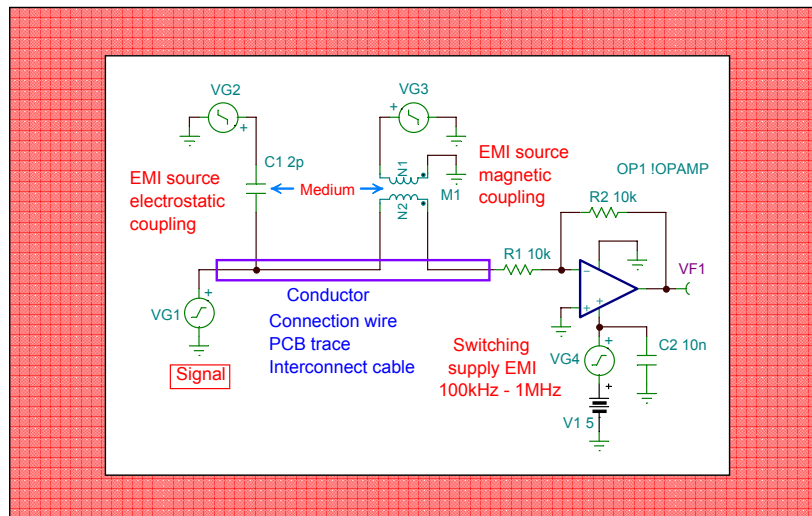 VG2
+
VG3
+
C1 2p
N1
N2
M1
EMI source
electrostatic
coupling
Medium
EMI source
magnetic
coupling
OP1 !OPAMP
R2 10k
R1 10k
VF1
−
+
+
VG1
+
Signal
Conductor
Connection wire
PCB trace
Interconnect cable
Switching
supply EMI
100kHz - 1MHz
VG4
+
C2 10n
+
V1 5